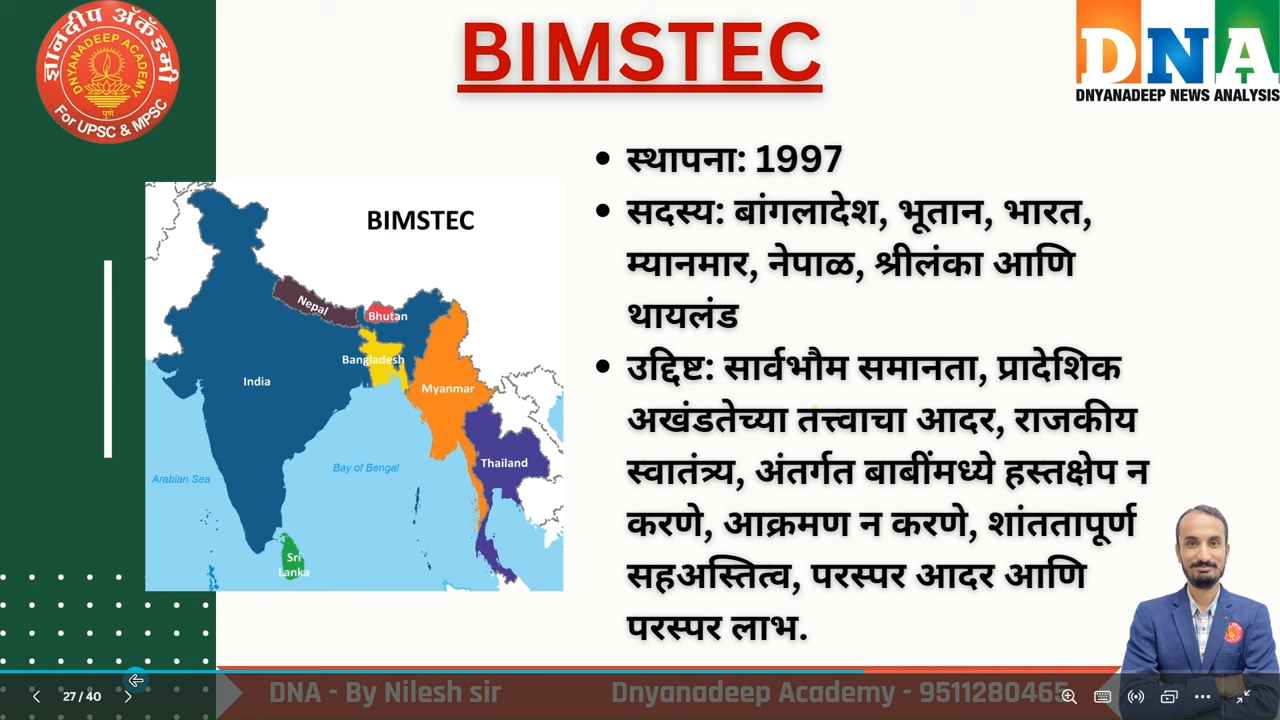 ज्ञानदीप अ‍ॅकॅडमी
DNYANADEEP ACADEMY
पुणे
For UPSC & MPSC
BIMSTEC
DNA
DNYANADEEP NEWS ANALYSIS
BIMSTEC
Nepal
Bhutan
Bangladesh
India
Myanmar
Thailand
Arabian Sea
Bay of Bengal
Sri
Lanka
• स्थापना: 1997
• सदस्य: बांगलादेश, भूतान, भारत,
म्यानमार, नेपाळ, श्रीलंका आणि
थायलंड
• उद्दिष्ट: सार्वभौम समानता, प्रादेशिक
अखंडतेच्या तत्त्वाचा आदर, राजकीय
स्वातंत्र्य, अंतर्गत बाबींमध्ये हस्तक्षेप न
करणे, आक्रमण न करणे, शांततापूर्ण
सहअस्तित्व, परस्पर आदर आणि
परस्पर लाभ.
27 / 40
DNA - By Nilesh sir
Dnyanadeep Academy - 9511280465